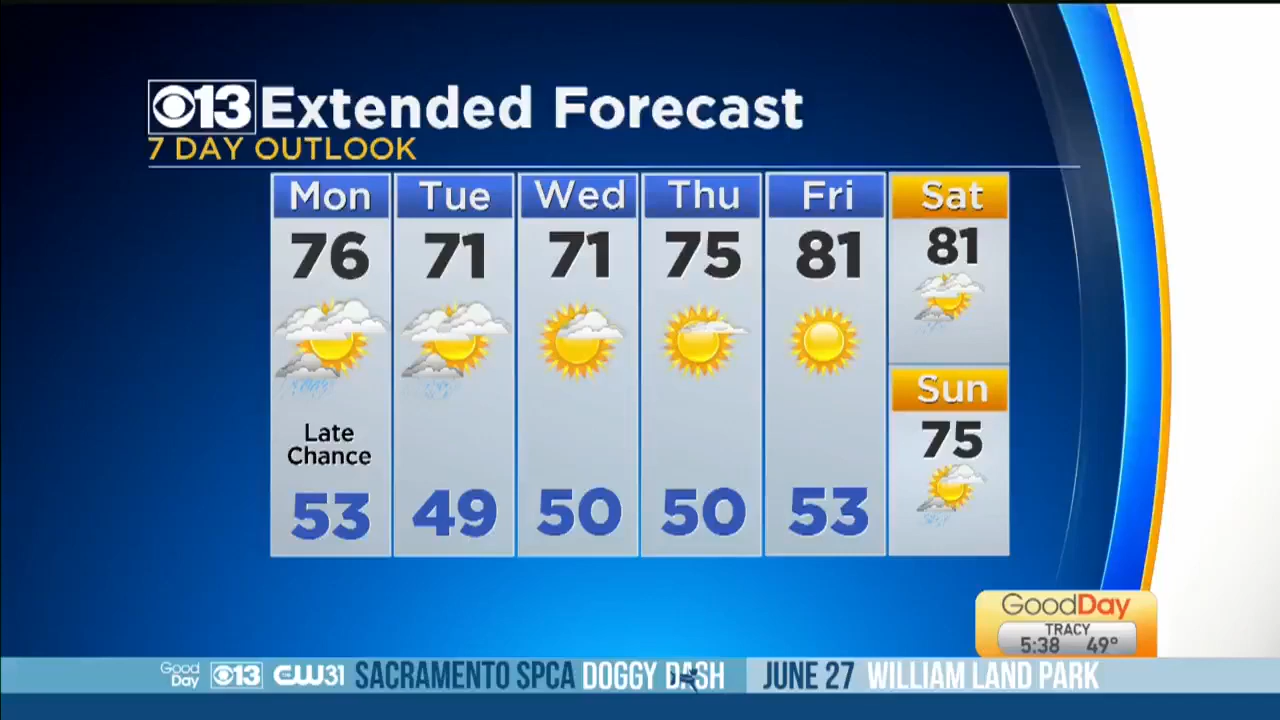 13 Extended Forecast
7 DAY OUTLOOK
Mon Tue Wed Thu Fri Sat
76 71 71 75 81 81
Sun
75
Late
Chance
53 49 50 50 53
GoodDay
TRACY
5:38 49°
Good Day 13 CW31 SACRAMENTO SPCA DOGGY DASH JUNE 27 WILLIAM LAND PARK